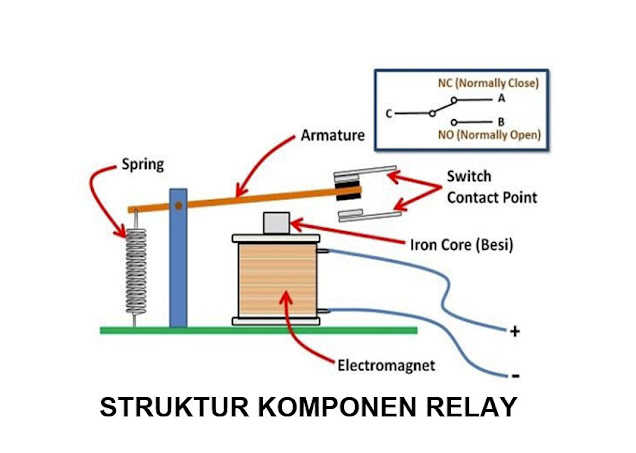 NC (Normally Close)
A
C
B
NO (Normally Open)
Armature
Spring
Switch
Contact Point
Iron Core (Besi)
+
Electromagnet
-
STRUKTUR KOMPONEN RELAY